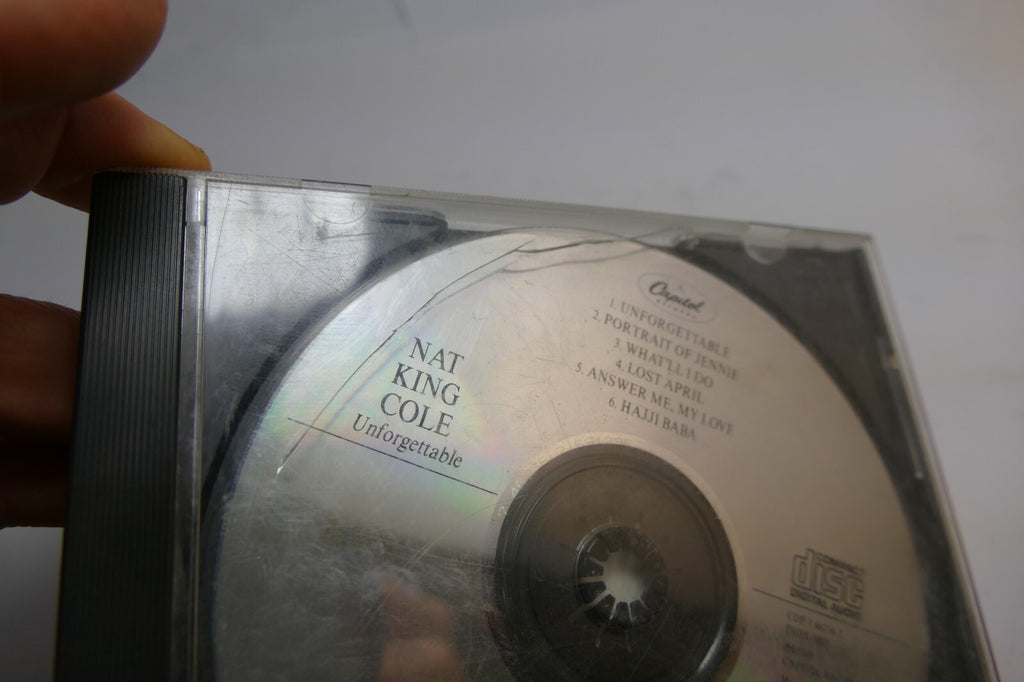 NAT
KING
COLE
Unforgettable
Capitol
1. UNFORGETTABLE
2. PORTRAIT OF JENNIE
3. WHAT'LL I DO
4. LOST APRIL
5. ANSWER ME, MY LOVE
6. HAJJI BABA
COMPACT
disc
DIGITAL AUDIO